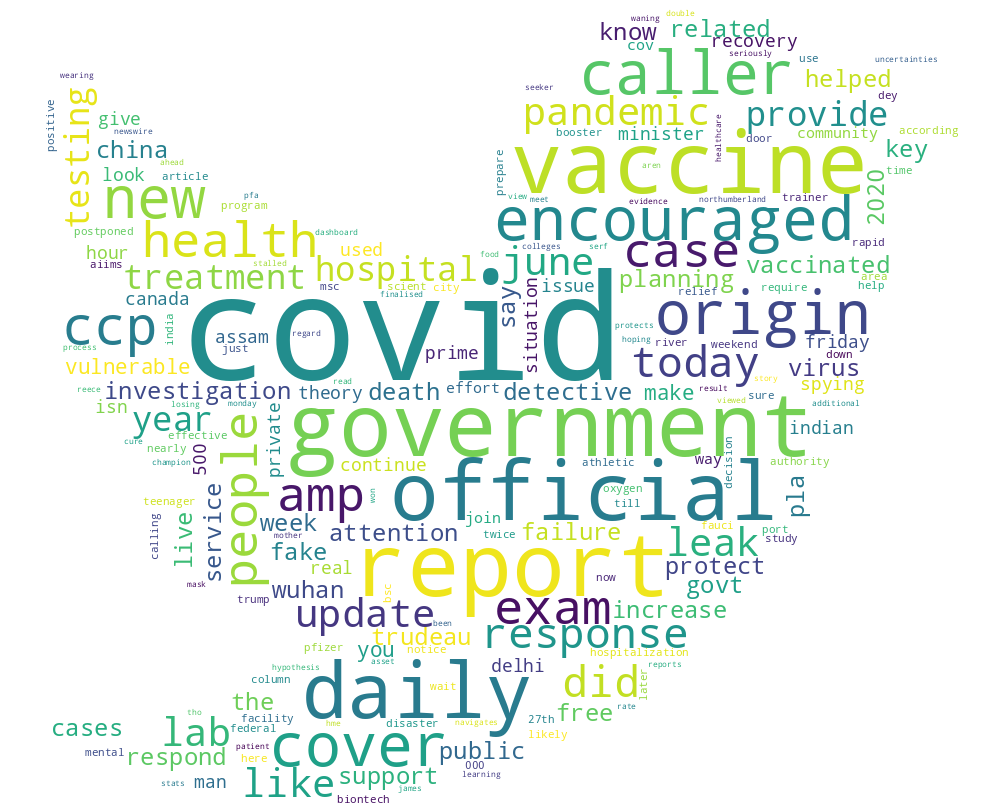 double
waning
know
related
cov
recovery
seriously
wearing
caller
use
uncertainties
seeker
helped
dey
testing
positive
give
newswire
pandemic
provide
according
booster
minister
healthcare
door
community
key
china
ahead
vaccine
time
look
article
aren
prepare
2020
new
pfa
program
view
meet
evidence
northumberland
trainer
postponed
dashboard
encouraged
rapid
health
used
colleges
serf
case
hour
stalled
food
june
area
aiims
treatment
hospital
planning
vaccinated
help
msc
scient
city
issue
relief
require
canada
finalised
covid
say
situation
origin
india
assam
regard
protects
river
weekend
friday
ccp
just
hoping
process
prime
today
virus
down
read
vulnerable
result
story
spying
reece
investigation
theory
death
effort
detective
make
sure
additional
losing
viewed
isn
monday
year
government
indian
effective
cure
nearly
people
private
champion
500
continue
athletic
way
decision
authority
official
teenager
amp
won
oxygen
till
pla
live
service
week
attention
join
twice
failure
fauci
port
calling
mother
leak
study
fake
report
protect
mask
real
now
wuhan
govt
trump
bsc
exam
increase
update
been
trudeau
response
pfizer
you
notice
hospitalization
hypothesis
asset
delhi
later
reports
column
wait
daily
did
the
rate
tho
free
facility
disaster
27th
cases
federal
hme
navigates
likely
lab
cover
mental
patient
here
public
respond
000
stats
man
like
support
learning
james
biontech